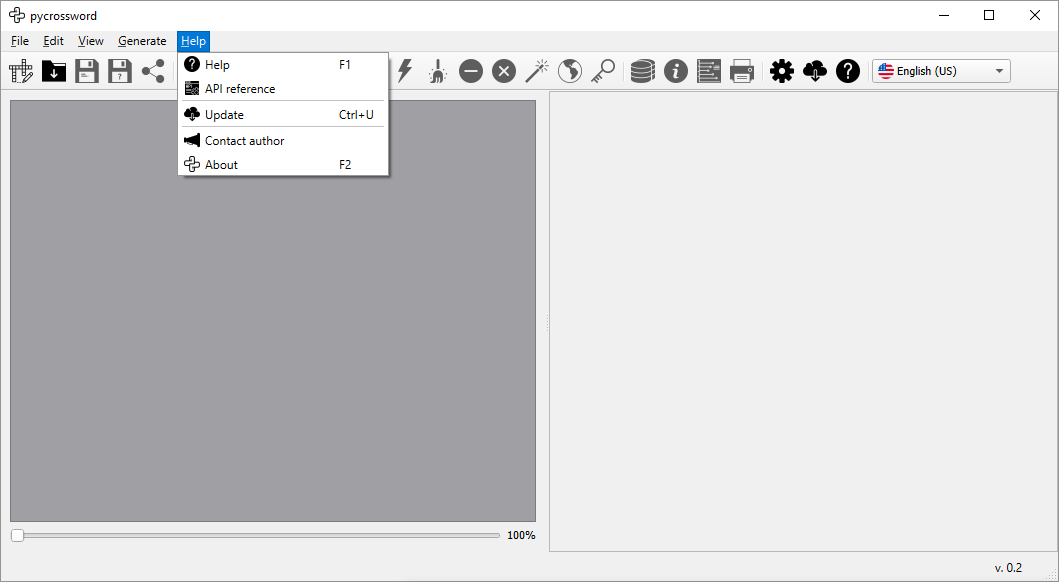 pycrossword
File Edit View Generate Help
Help F1
API reference
Update Ctrl+U
Contact author
About F2
English (US)
100%
v. 0.2